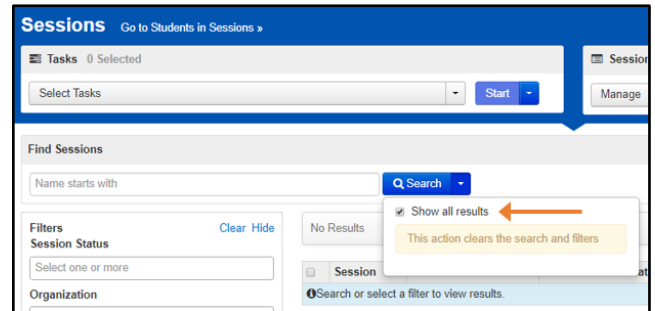 Sessions Go to Students in Sessions »
Tasks 0 Selected
Session
Select Tasks
Start
Manage
Find Sessions
Name starts with
Search
Show all results
This action clears the search and filters
Filters Clear Hide
No Results
Session Status
Select one or more
Session
Organization
Search or select a filter to view results.